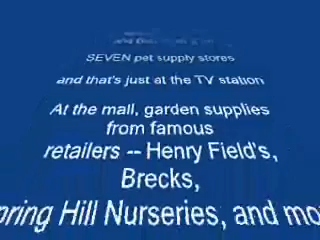 SEVEN pet supply stores
and that's just at the TV station
At the mall, garden supplies
from famous
retailers -- Henry Field's,
Brecks,
pring Hill Nurseries, and mo